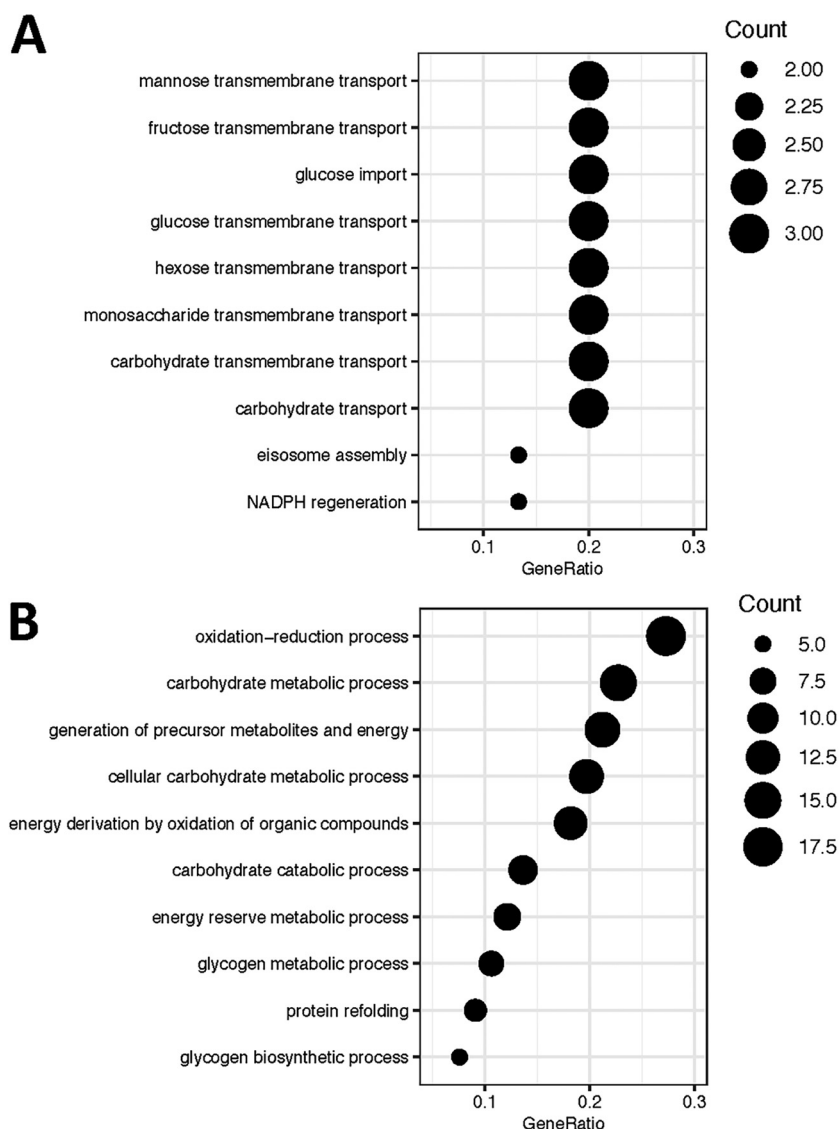 A
mannose transmembrane transport
fructose transmembrane transport
glucose import
glucose transmembrane transport
hexose transmembrane transport
monosaccharide transmembrane transport
carbohydrate transmembrane transport
carbohydrate transport
eisosome assembly
NADPH regeneration
0.1 0.2 0.3
GeneRatio
Count
2.00
2.25
2.50
2.75
3.00
B
oxidation−reduction process
carbohydrate metabolic process
generation of precursor metabolites and energy
cellular carbohydrate metabolic process
energy derivation by oxidation of organic compounds
carbohydrate catabolic process
energy reserve metabolic process
glycogen metabolic process
protein refolding
glycogen biosynthetic process
0.1 0.2 0.3
GeneRatio
Count
5.0
7.5
10.0
12.5
15.0
17.5